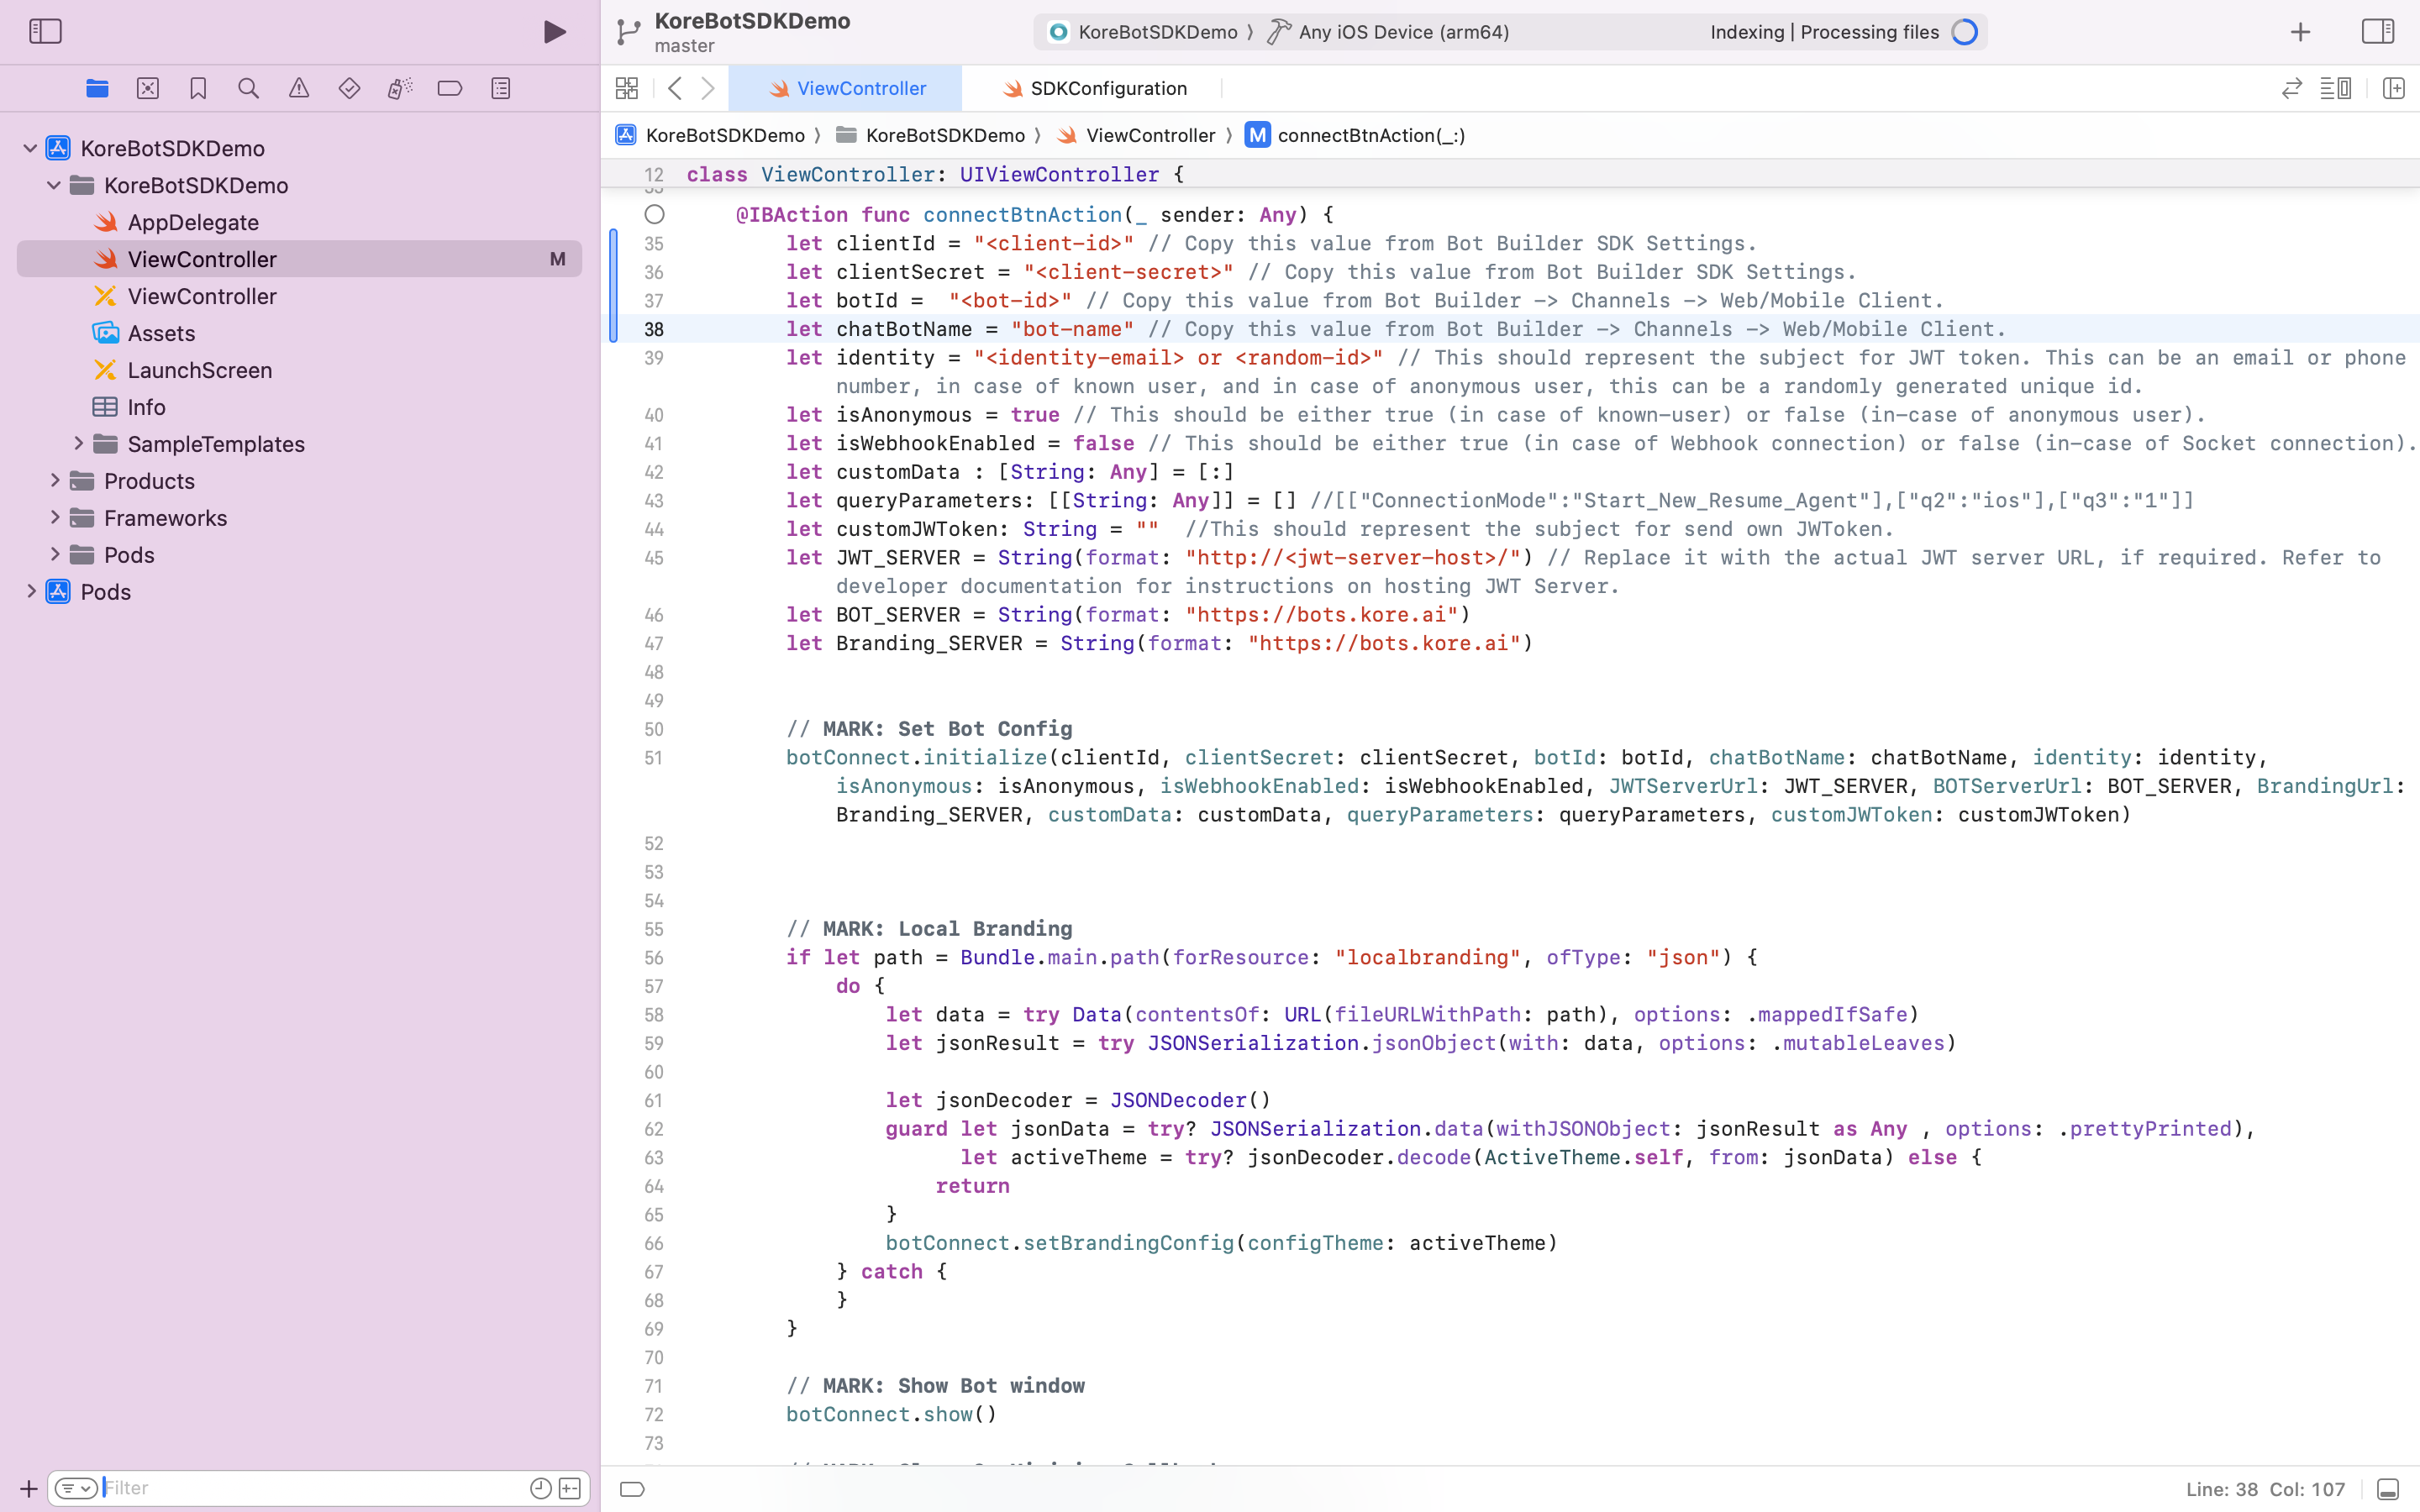 KoreBotSDKDemo
master
KoreBotSDKDemo 〉 Any iOS Device (arm64)
Indexing | Processing files
ViewController
SDKConfiguration
KoreBotSDKDemo 〉 KoreBotSDKDemo 〉 ViewController 〉 M connectBtnAction(_:)
KoreBotSDKDemo
KoreBotSDKDemo
AppDelegate
ViewController M
ViewController
Assets
LaunchScreen
Info
SampleTemplates
Products
Frameworks
Pods
Pods
Filter
12 class ViewController: UIViewController {
@IBAction func connectBtnAction(_ sender: Any) {
35 let clientId = "<client-id>" // Copy this value from Bot Builder SDK Settings.
36 let clientSecret = "<client-secret>" // Copy this value from Bot Builder SDK Settings.
37 let botId =  "<bot-id>" // Copy this value from Bot Builder -> Channels -> Web/Mobile Client.
38 let chatBotName = "bot-name" // Copy this value from Bot Builder -> Channels -> Web/Mobile Client.
39 let identity = "<identity-email> or <random-id>" // This should represent the subject for JWT token. This can be an email or phone
number, in case of known user, and in case of anonymous user, this can be a randomly generated unique id.
40 let isAnonymous = true // This should be either true (in case of known-user) or false (in-case of anonymous user).
41 let isWebhookEnabled = false // This should be either true (in case of Webhook connection) or false (in-case of Socket connection).
42 let customData : [String: Any] = [:]
43 let queryParameters: [[String: Any]] = [] //[["ConnectionMode":"Start_New_Resume_Agent"],["q2":"ios"],["q3":"1"]]
44 let customJWToken: String = ""  //This should represent the subject for send own JWToken.
45 let JWT_SERVER = String(format: "http://<jwt-server-host>/") // Replace it with the actual JWT server URL, if required. Refer to
developer documentation for instructions on hosting JWT Server.
46 let BOT_SERVER = String(format: "https://bots.kore.ai")
47 let Branding_SERVER = String(format: "https://bots.kore.ai")
48
49
50 // MARK: Set Bot Config
51 botConnect.initialize(clientId, clientSecret: clientSecret, botId: botId, chatBotName: chatBotName, identity: identity,
isAnonymous: isAnonymous, isWebhookEnabled: isWebhookEnabled, JWTServerUrl: JWT_SERVER, BOTServerUrl: BOT_SERVER, BrandingUrl:
Branding_SERVER, customData: customData, queryParameters: queryParameters, customJWToken: customJWToken)
52
53
54
55 // MARK: Local Branding
56 if let path = Bundle.main.path(forResource: "localbranding", ofType: "json") {
57 do {
58 let data = try Data(contentsOf: URL(fileURLWithPath: path), options: .mappedIfSafe)
59 let jsonResult = try JSONSerialization.jsonObject(with: data, options: .mutableLeaves)
60
61 let jsonDecoder = JSONDecoder()
62 guard let jsonData = try? JSONSerialization.data(withJSONObject: jsonResult as Any , options: .prettyPrinted),
63 let activeTheme = try? jsonDecoder.decode(ActiveTheme.self, from: jsonData) else {
64 return
65 }
66 botConnect.setBrandingConfig(configTheme: activeTheme)
67 } catch {
68 }
69 }
70
71 // MARK: Show Bot window
72 botConnect.show()
73
Line: 38 Col: 107